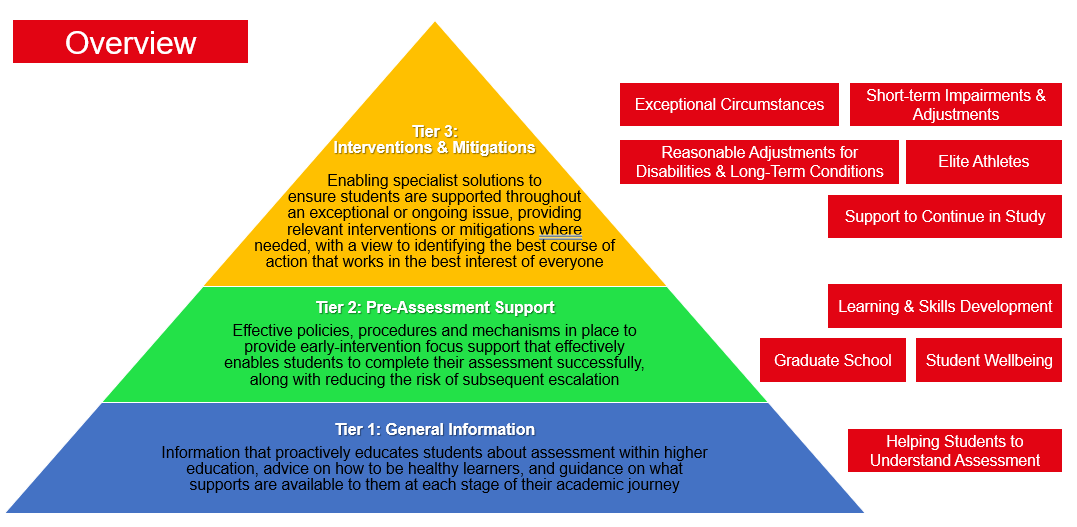 Overview
Tier 3:
Interventions & Mitigations
Enabling specialist solutions to
ensure students are supported throughout
an exceptional or ongoing issue, providing
relevant interventions or mitigations where
needed, with a view to identifying the best course of
action that works in the best interest of everyone
Exceptional Circumstances
Short-term Impairments &
Adjustments
Reasonable Adjustments for
Disabilities & Long-Term Conditions
Elite Athletes
Support to Continue in Study
Tier 2: Pre-Assessment Support
Effective policies, procedures and mechanisms in place to
provide early-intervention focus support that effectively
enables students to complete their assessment successfully,
along with reducing the risk of subsequent escalation
Learning & Skills Development
Graduate School
Student Wellbeing
Tier 1: General Information
Information that proactively educates students about assessment within higher
education, advice on how to be healthy learners, and guidance on what
supports are available to them at each stage of their academic journey
Helping Students to
Understand Assessment